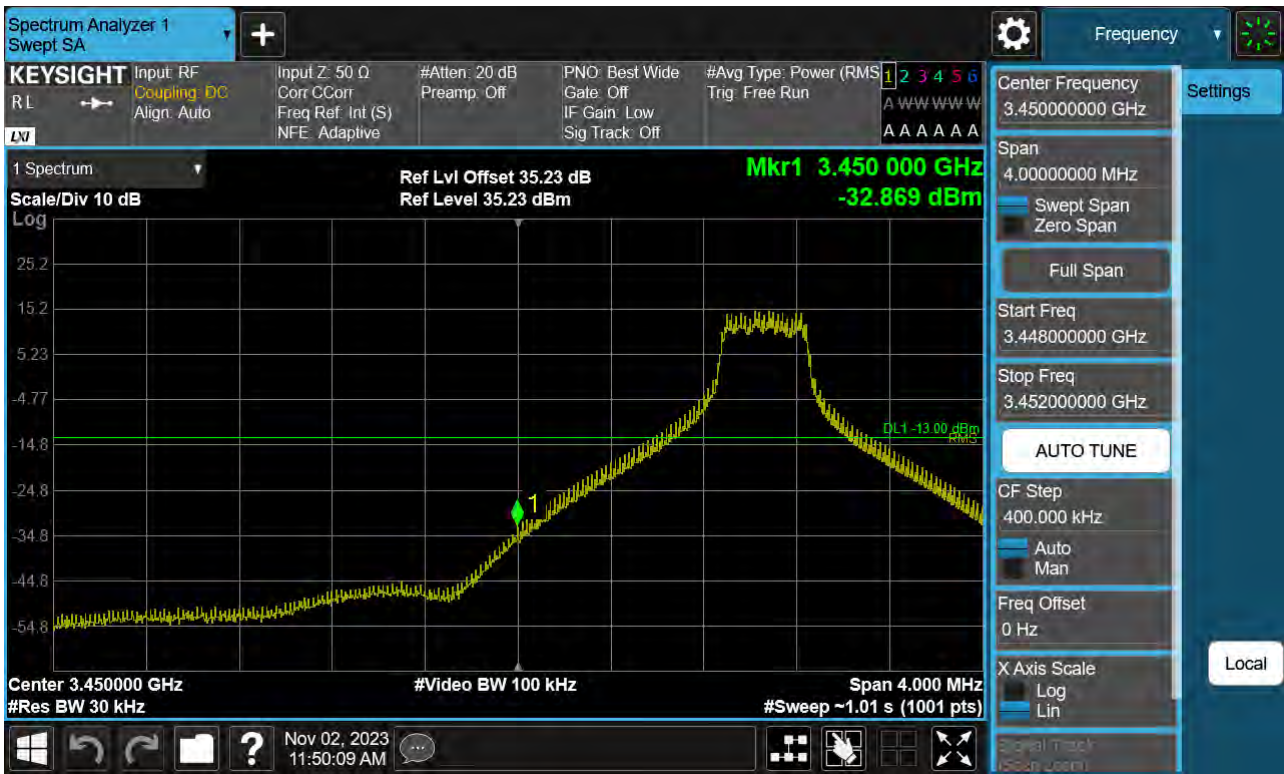 Spectrum Analyzer 1
Swept SA
Frequency
KEYSIGHT
R L
LXI
Input: RF
Coupling: DC
Align: Auto
Input Z: 50 Ω
Corr CCorr
Freq Ref: Int (S)
NFE: Adaptive
#Atten: 20 dB
Preamp: Off
PNO: Best Wide
Gate: Off
IF Gain: Low
Sig Track: Off
#Avg Type: Power (RMS
Trig: Free Run
1 2 3 4 5 6
A W W W W W
A A A A A A
1 Spectrum
Scale/Div 10 dB
Log
Ref Lvl Offset 35.23 dB
Ref Level 35.23 dBm
Mkr1 3.450 000 GHz
-32.869 dBm
25.2
15.2
5.23
-4.77
-14.8
-24.8
-34.8
-44.8
-54.8
DL1 -13.00 dBm
RMS
1
Center 3.450000 GHz
#Res BW 30 kHz
#Video BW 100 kHz
Span 4.000 MHz
#Sweep ~1.01 s (1001 pts)
Nov 02, 2023
11:50:09 AM
Center Frequency
3.450000000 GHz
Span
4.00000000 MHz
Swept Span
Zero Span
Full Span
Start Freq
3.448000000 GHz
Stop Freq
3.452000000 GHz
AUTO TUNE
CF Step
400.000 kHz
Auto
Man
Freq Offset
0 Hz
X Axis Scale
Log
Lin
Signal Track
(Span Zoom)
Settings
Local